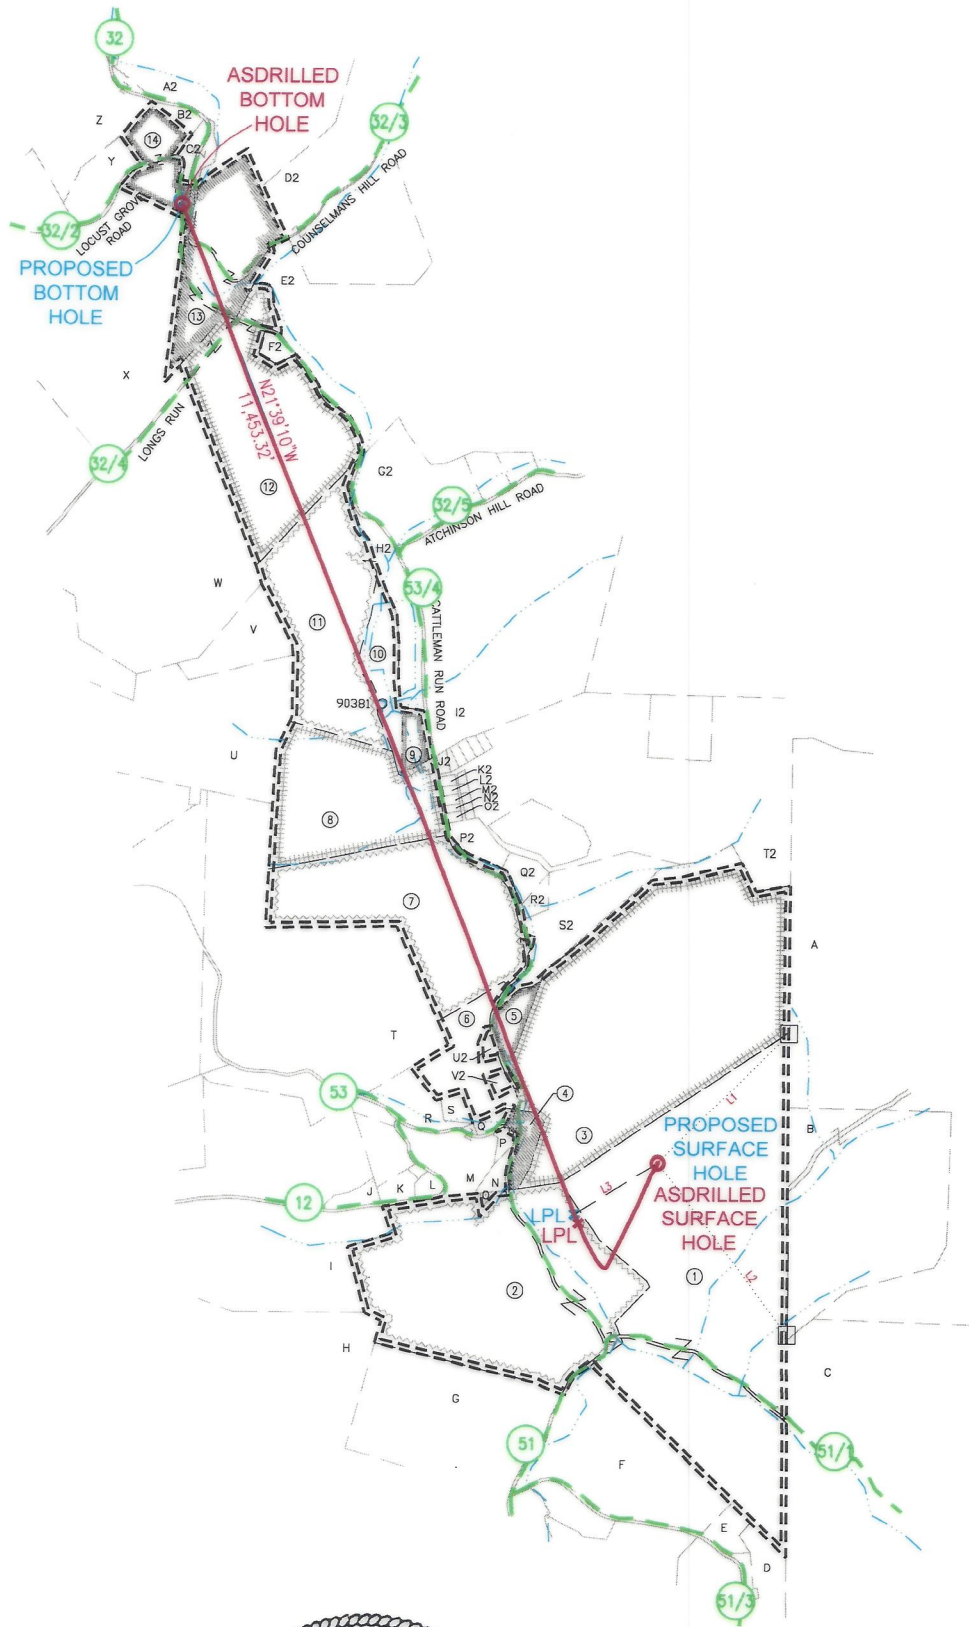 32
A2
Z
B2
14
C2
Y
ASDRILLED
BOTTOM
HOLE
32/3
D2
COUNSELMANS HILL ROAD
32/2
LOCUST GROVE
ROAD
PROPOSED
BOTTOM
HOLE
E2
13
F2
X
N21°39'10"W
11,453.32'
LONGS RUN
32/4
12
G2
32/5
ATCHINSON HILL ROAD
H2
W
53/4
V
11
CATTLEMAN RUN ROAD
10
90381
I2
U
9
J2
K2
L2
M2
N2
O2
8
P2
T2
Q2
R2
7
S2
A
6
5
T
U2
V2
53
4
L1
S
R
Q
3
B
P
PROPOSED
SURFACE
HOLE
J
K
L
M
N
O
12
L3
ASDRILLED
SURFACE
HOLE
LPL
LPL
I
2
1
L2
H
C
G
51
51/1
F
E
D
51/3